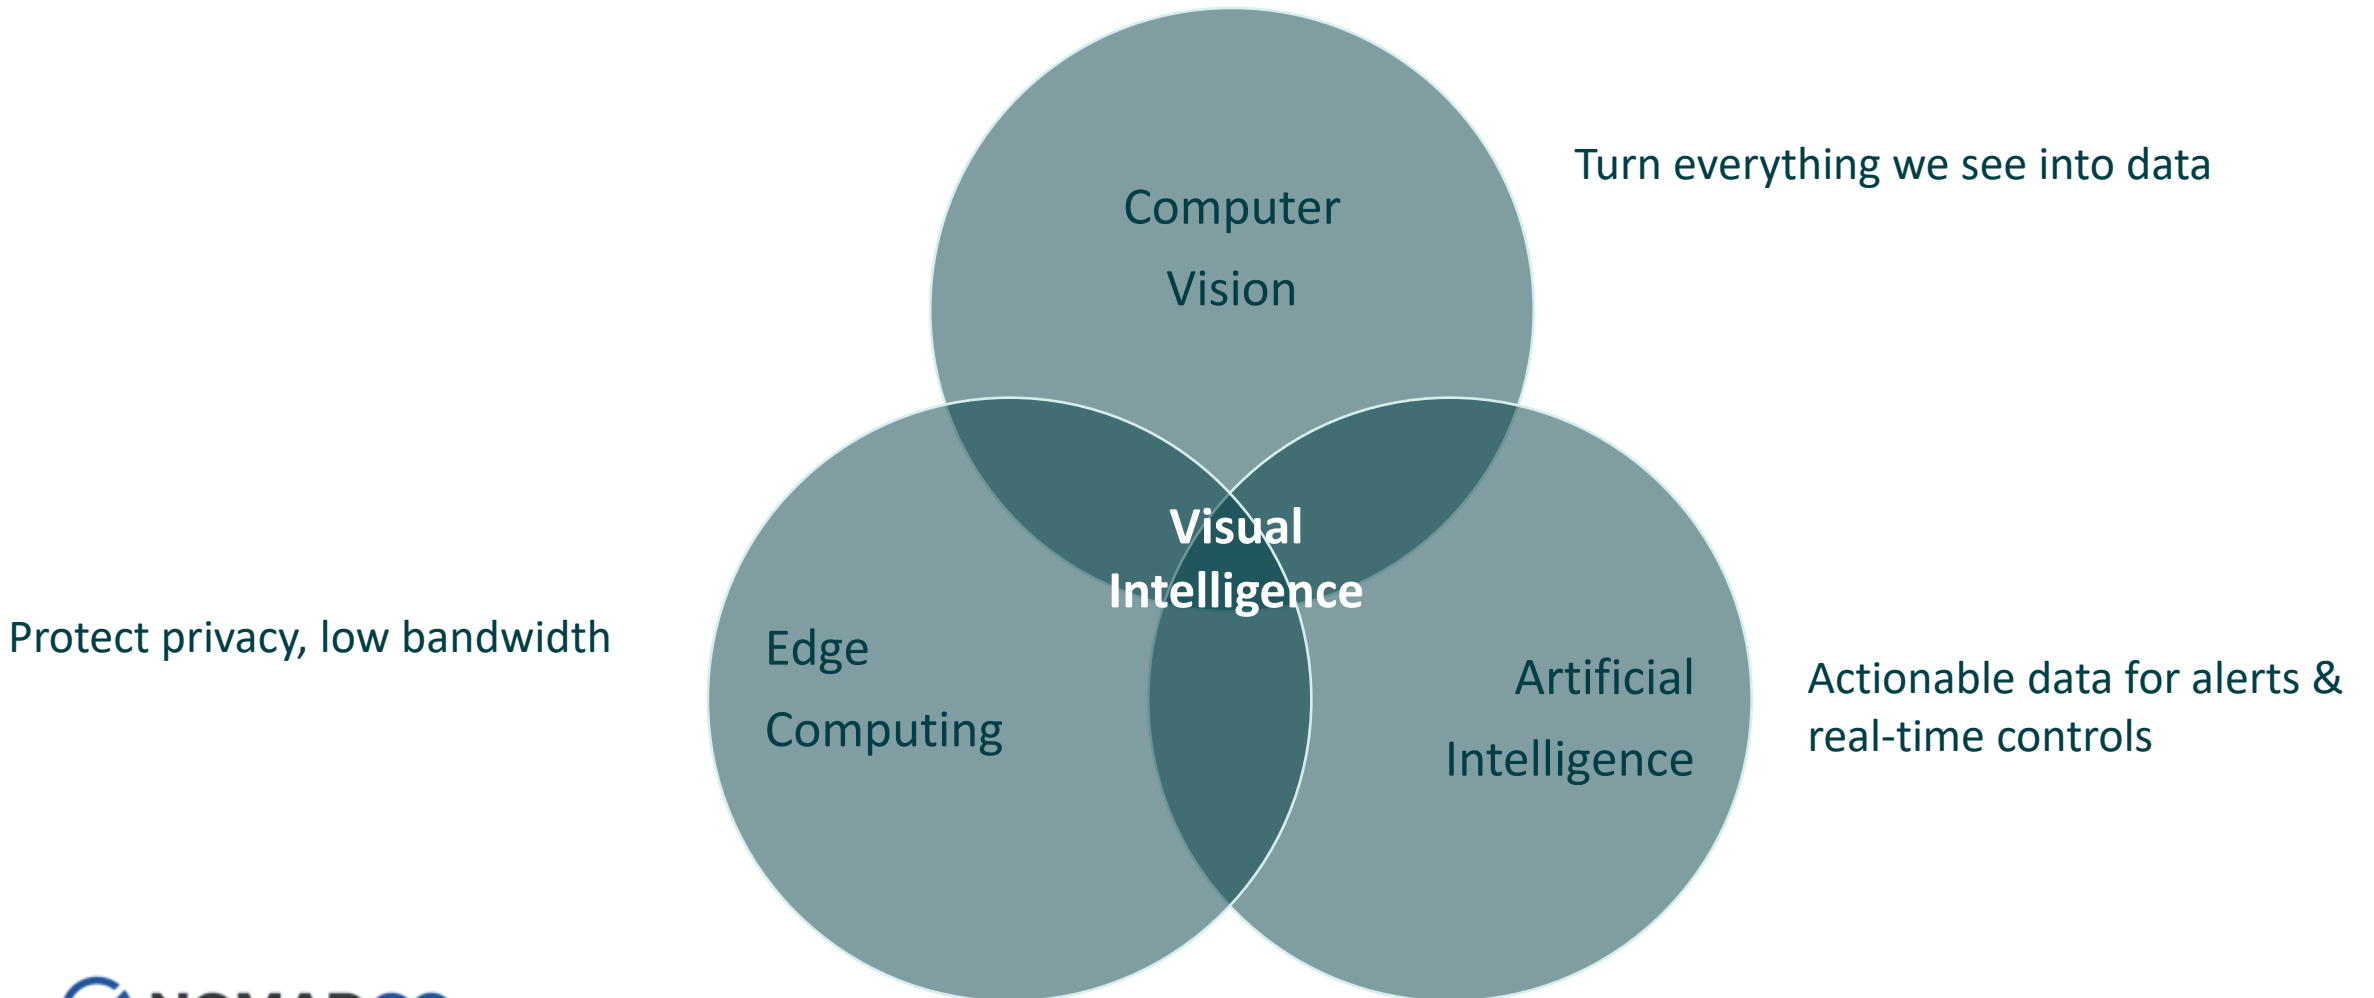 Computer
Vision
Turn everything we see into data
Visual
Intelligence
Protect privacy, low bandwidth
Edge
Computing
Artificial
Intelligence
Actionable data for alerts &
real-time controls